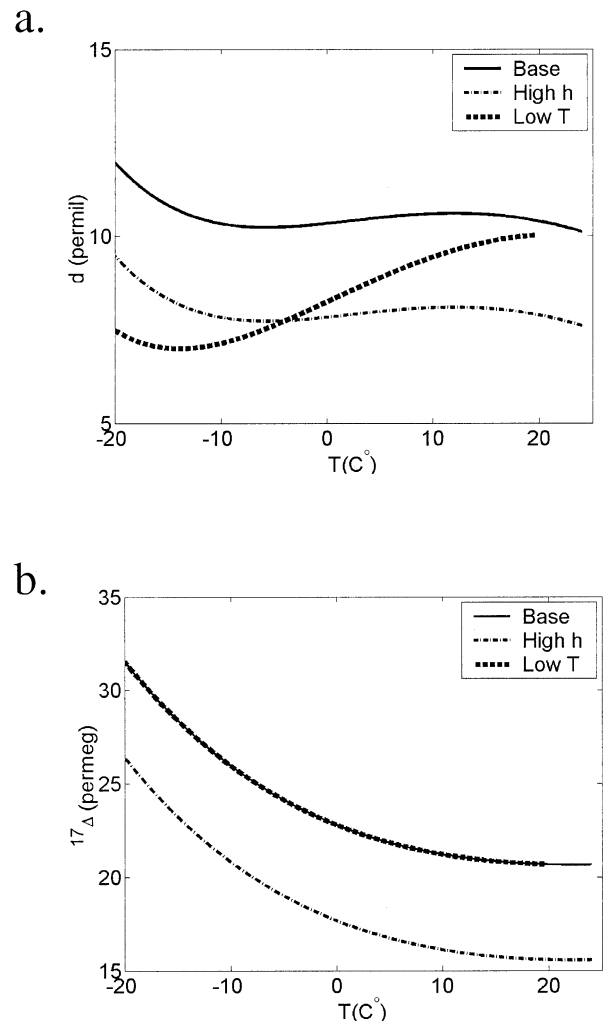 a.
15
10
5
d (permil)
Base
High h
Low T
-20
-10
0
10
20
T(C°)
b.
35
30
25
20
15
17Δ (permeg)
Base
High h
Low T
-20
-10
0
10
20
T(C°)